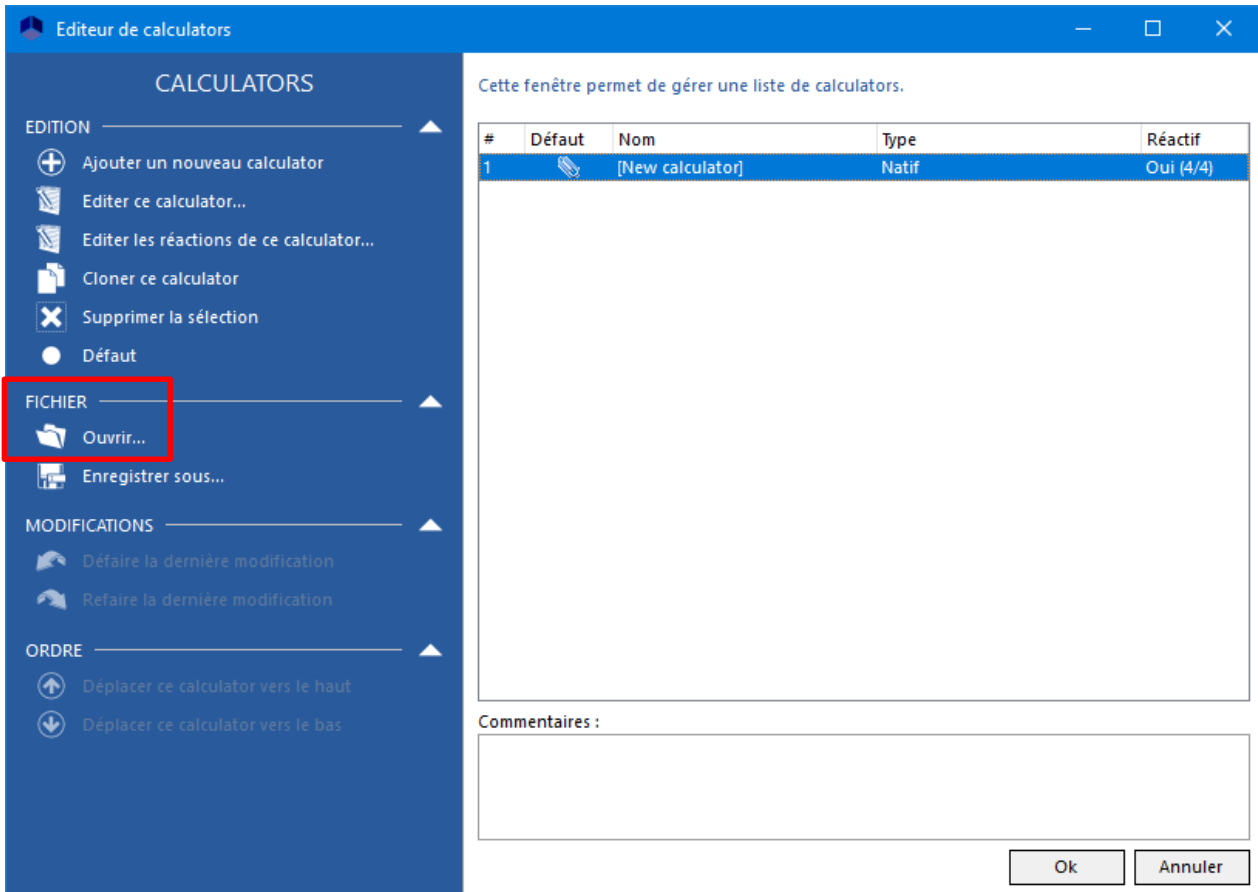 Editeur de calculators
CALCULATORS
EDITION
Ajouter un nouveau calculator
Editer ce calculator...
Editer les réactions de ce calculator...
Cloner ce calculator
Supprimer la sélection
Défaut
FICHIER
Ouvrir...
Enregistrer sous...
MODIFICATIONS
Défaire la dernière modification
Refaire la dernière modification
ORDRE
Déplacer ce calculator vers le haut
Déplacer ce calculator vers le bas
Cette fenêtre permet de gérer une liste de calculators.
# Défaut Nom Type Réactif
1 [New calculator] Natif Oui (4/4)
Commentaires :
Ok Annuler